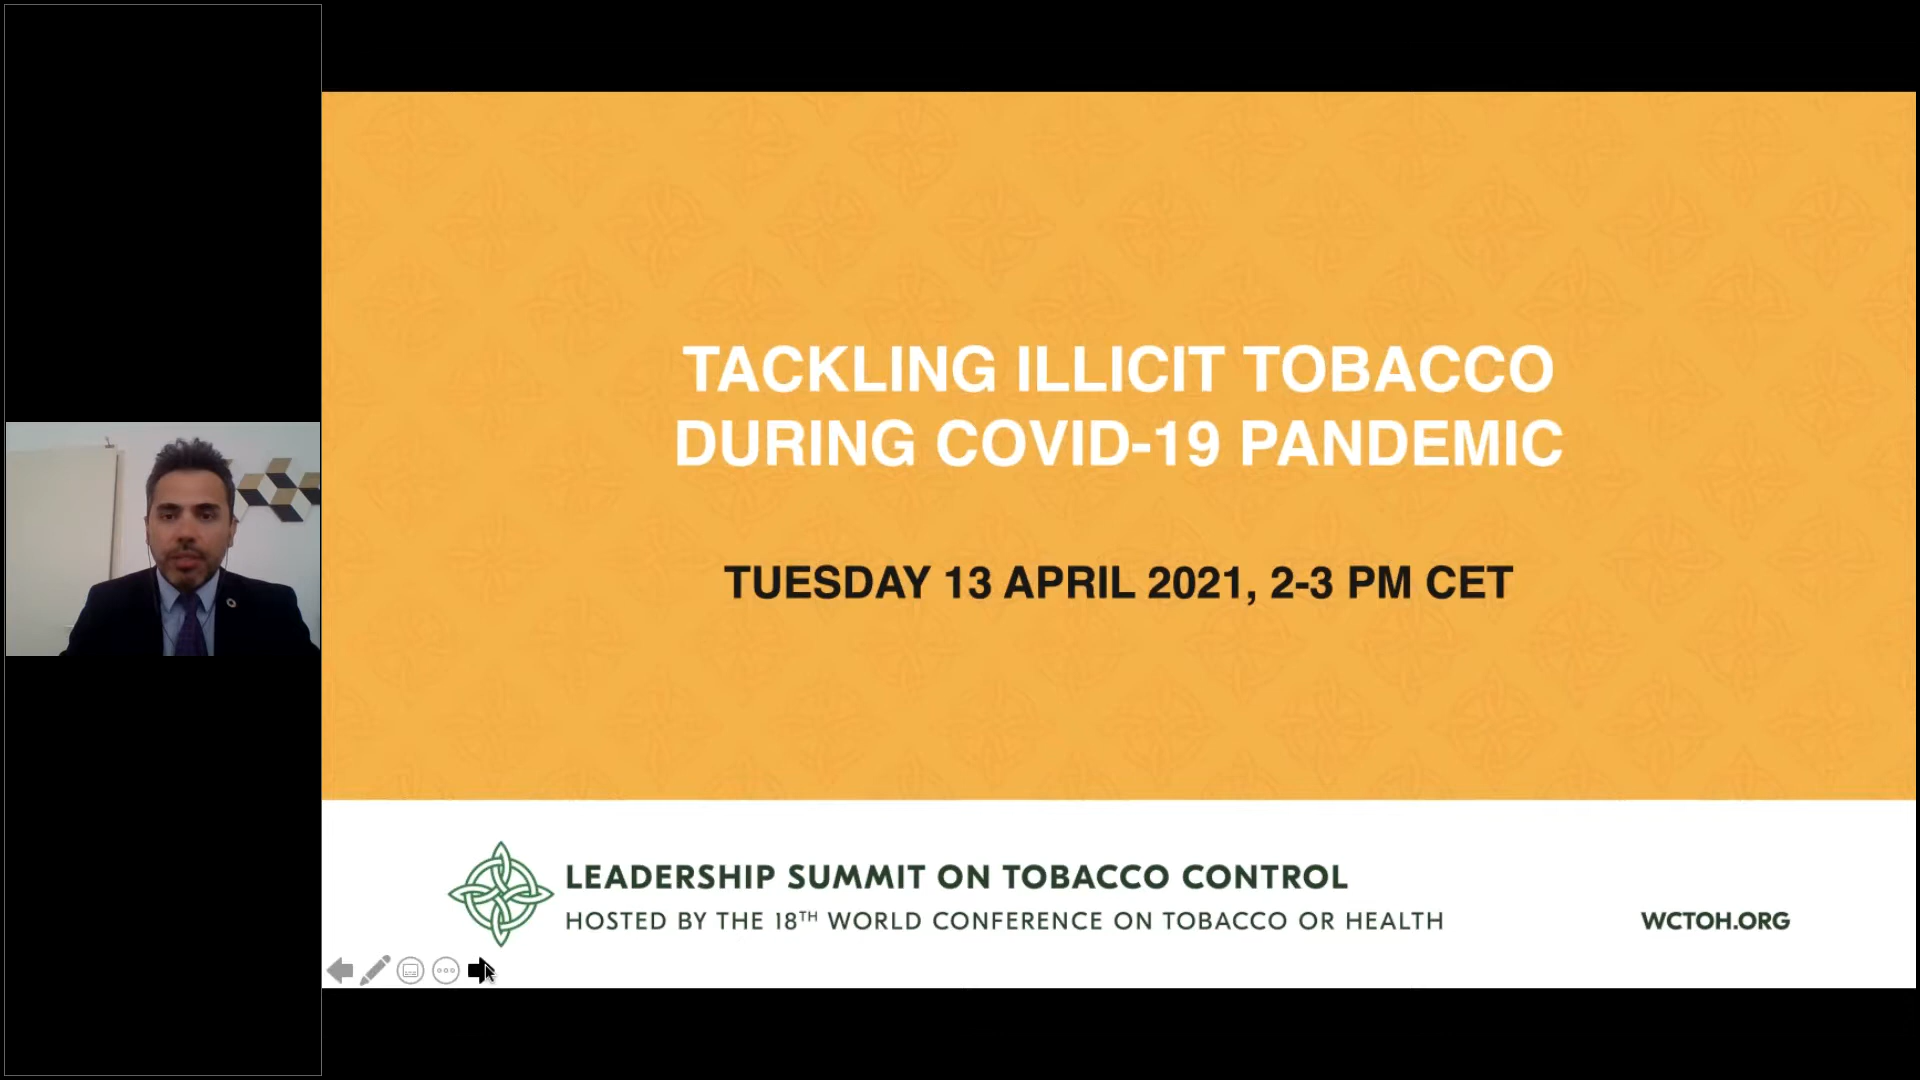 TACKLING ILLICIT TOBACCO
DURING COVID-19 PANDEMIC
TUESDAY 13 APRIL 2021, 2-3 PM CET
LEADERSHIP SUMMIT ON TOBACCO CONTROL
HOSTED BY THE 18TH WORLD CONFERENCE ON TOBACCO OR HEALTH
WCTOH.ORG